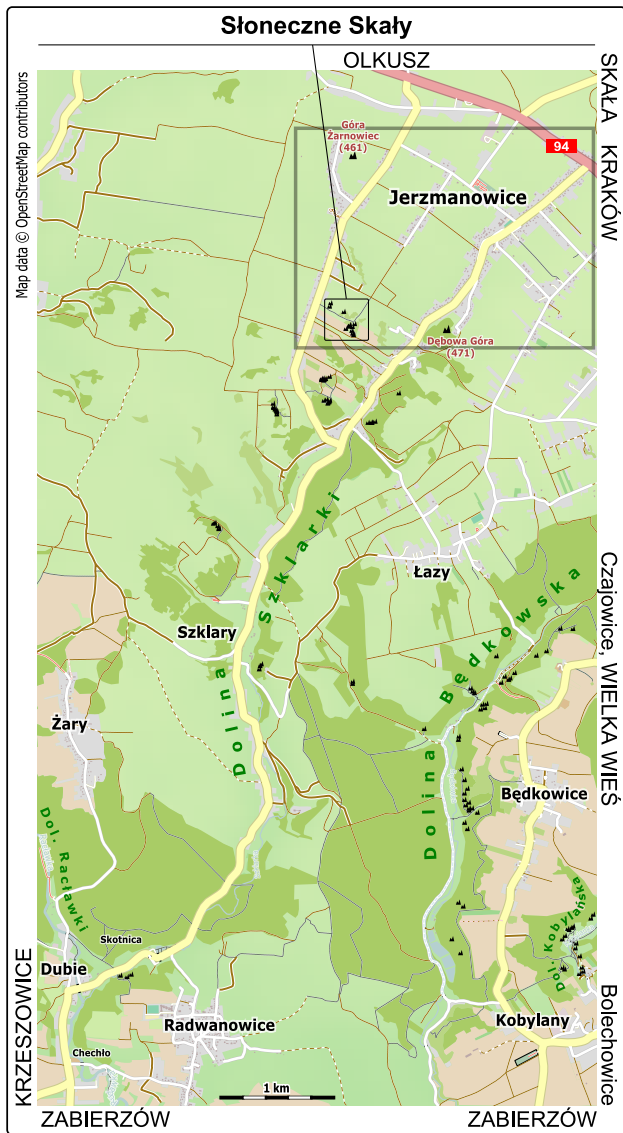 Słoneczne Skały
OLKUSZ
SKAŁA
KRAKÓW
Map data © OpenStreetMap contributors
Góra
Żarnowiec
(461)
94
Jerzmanowice
Dębowa Góra
(471)
Dolina Szklarki
Łazy
Czajowice, WIELKA WIEŚ
Dolina Będkowska
Szklary
Żary
Będkowice
Dol. Racławki
Dol. Kobylańska
Skotnica
Dubie
KRZESZOWICE
Radwanowice
Kobylany
Bolechowice
Chechło
1 km
ZABIERZÓW
ZABIERZÓW